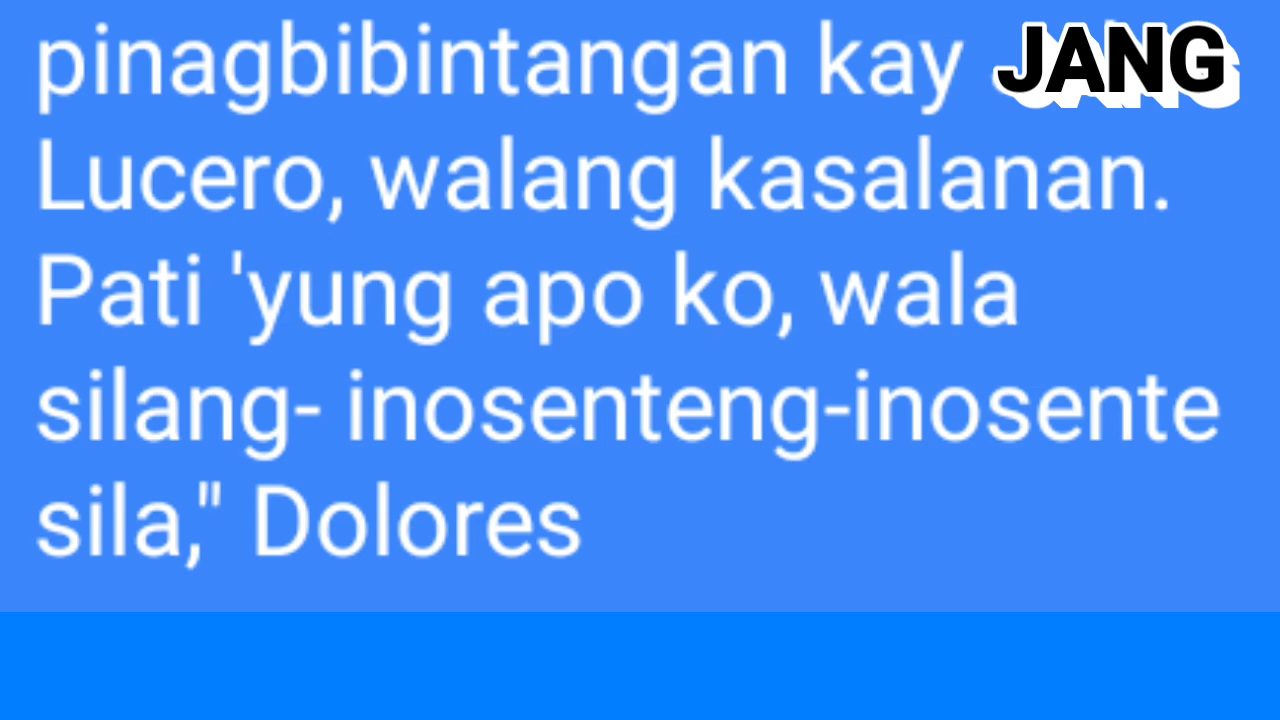 pinagbibintangan kay JANG
Lucero, walang kasalanan.
Pati 'yung apo ko, wala
silang- inosenteng-inosente
sila," Dolores